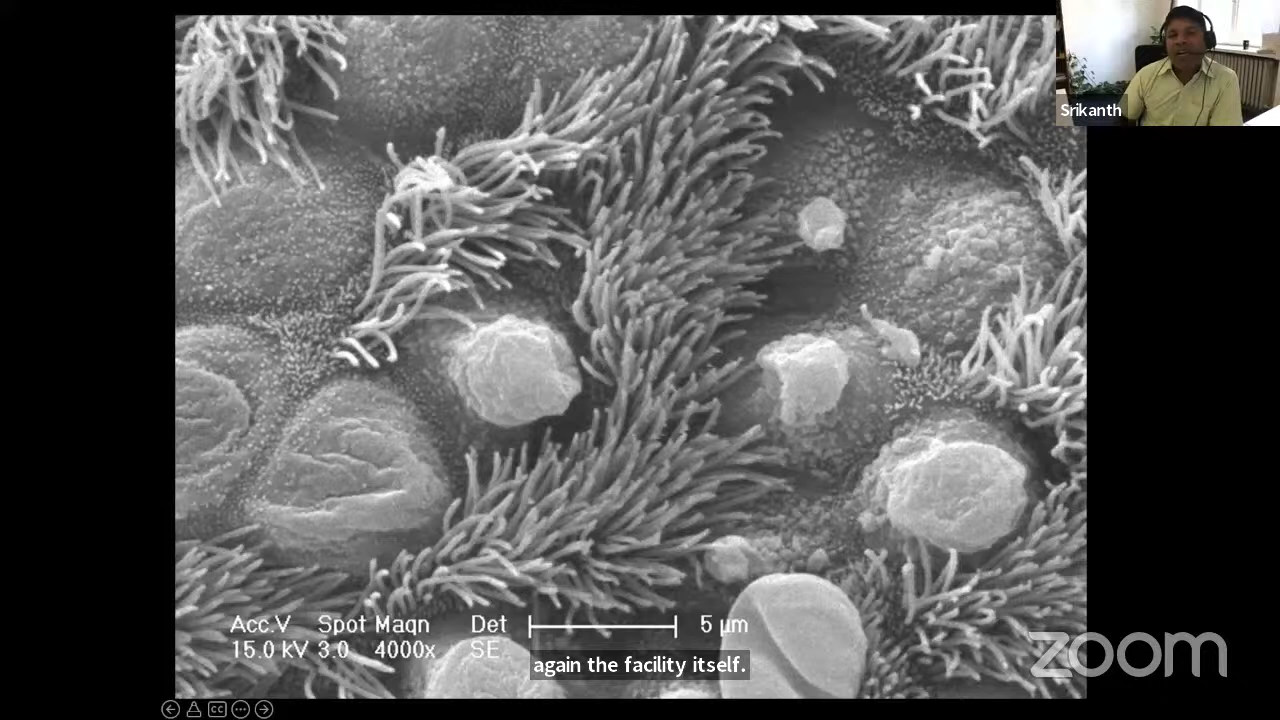 Srikanth
Acc.V Spot Magn Det 5 µm
15.0 kV 3.0 4000x SE
again the facility itself.
zoom
CC